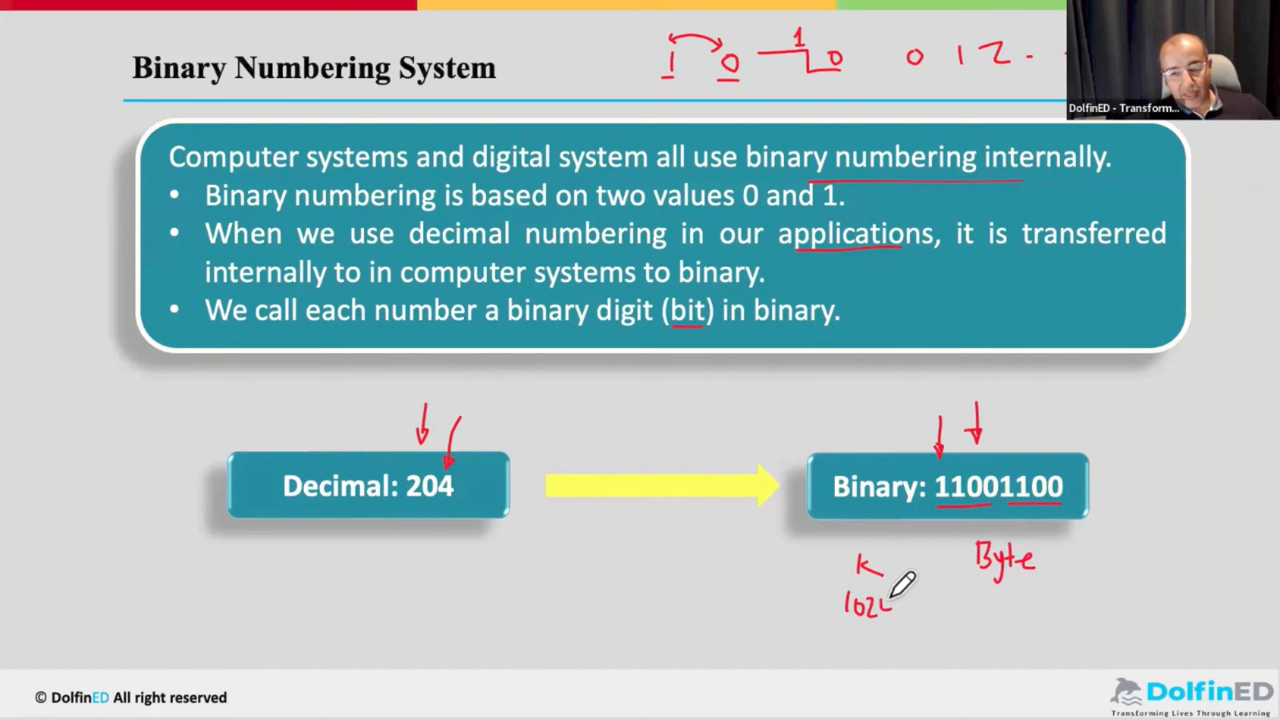 1 0 1 0 0 1 2 .
Binary Numbering System
DolfinED - Transform...
Computer systems and digital system all use binary numbering internally.
• Binary numbering is based on two values 0 and 1.
• When we use decimal numbering in our applications, it is transferred
internally to in computer systems to binary.
• We call each number a binary digit (bit) in binary.
Decimal: 204
Binary: 11001100
K
Byte
102
© DolfinED All right reserved
DolfinED
Transforming Lives Through Learning